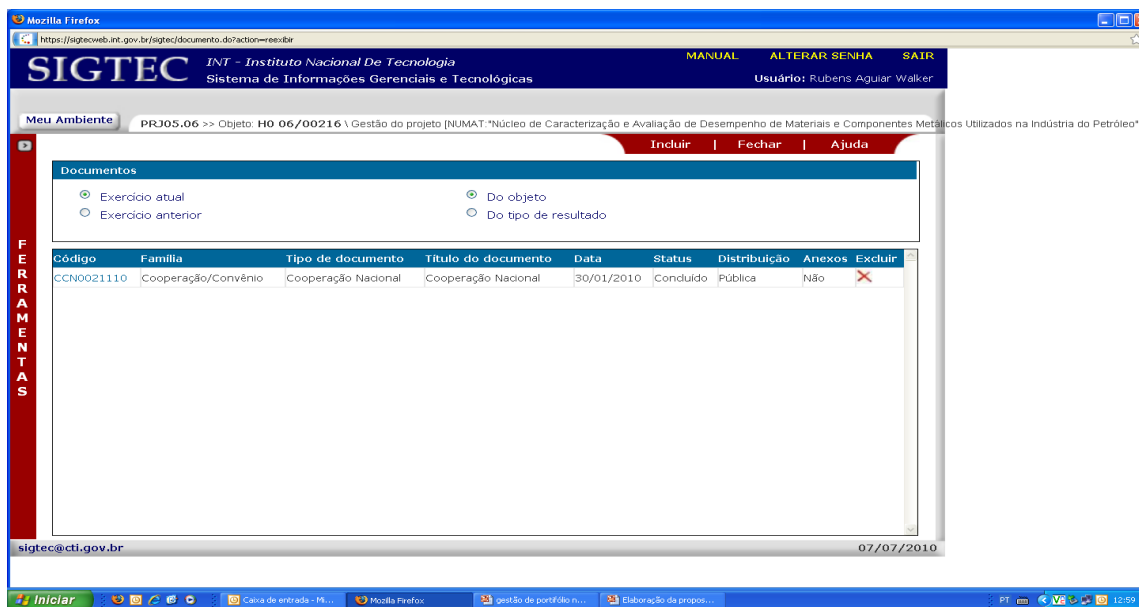 Mozilla Firefox
https://sigtecweb.int.gov.br/sigtec/documento.do?action=reexibir
SIGTEC
INT - Instituto Nacional De Tecnologia
Sistema de Informações Gerenciais e Tecnológicas
MANUAL ALTERAR SENHA SAIR
Usuário: Rubens Aguiar Walker
Meu Ambiente
PRJ05.06 >> Objeto: H0 06/00216 \ Gestão do projeto [NUMAT:"Núcleo de Caracterização e Avaliação de Desempenho de Materiais e Componentes Metálicos Utilizados na Indústria do Petróleo"
Incluir | Fechar | Ajuda
FERRAMENTAS
Documentos
Exercício atual Do objeto
Exercício anterior Do tipo de resultado
Código Família Tipo de documento Título do documento Data Status Distribuição Anexos Excluir
CCN0021110 Cooperação/Convênio Cooperação Nacional Cooperação Nacional 30/01/2010 Concluído Pública Não
sigtec@cti.gov.br 07/07/2010
Iniciar Caixa de entrada - Mi... Mozilla Firefox gestão de portifólio n... Elaboração da propos... PT 12:59